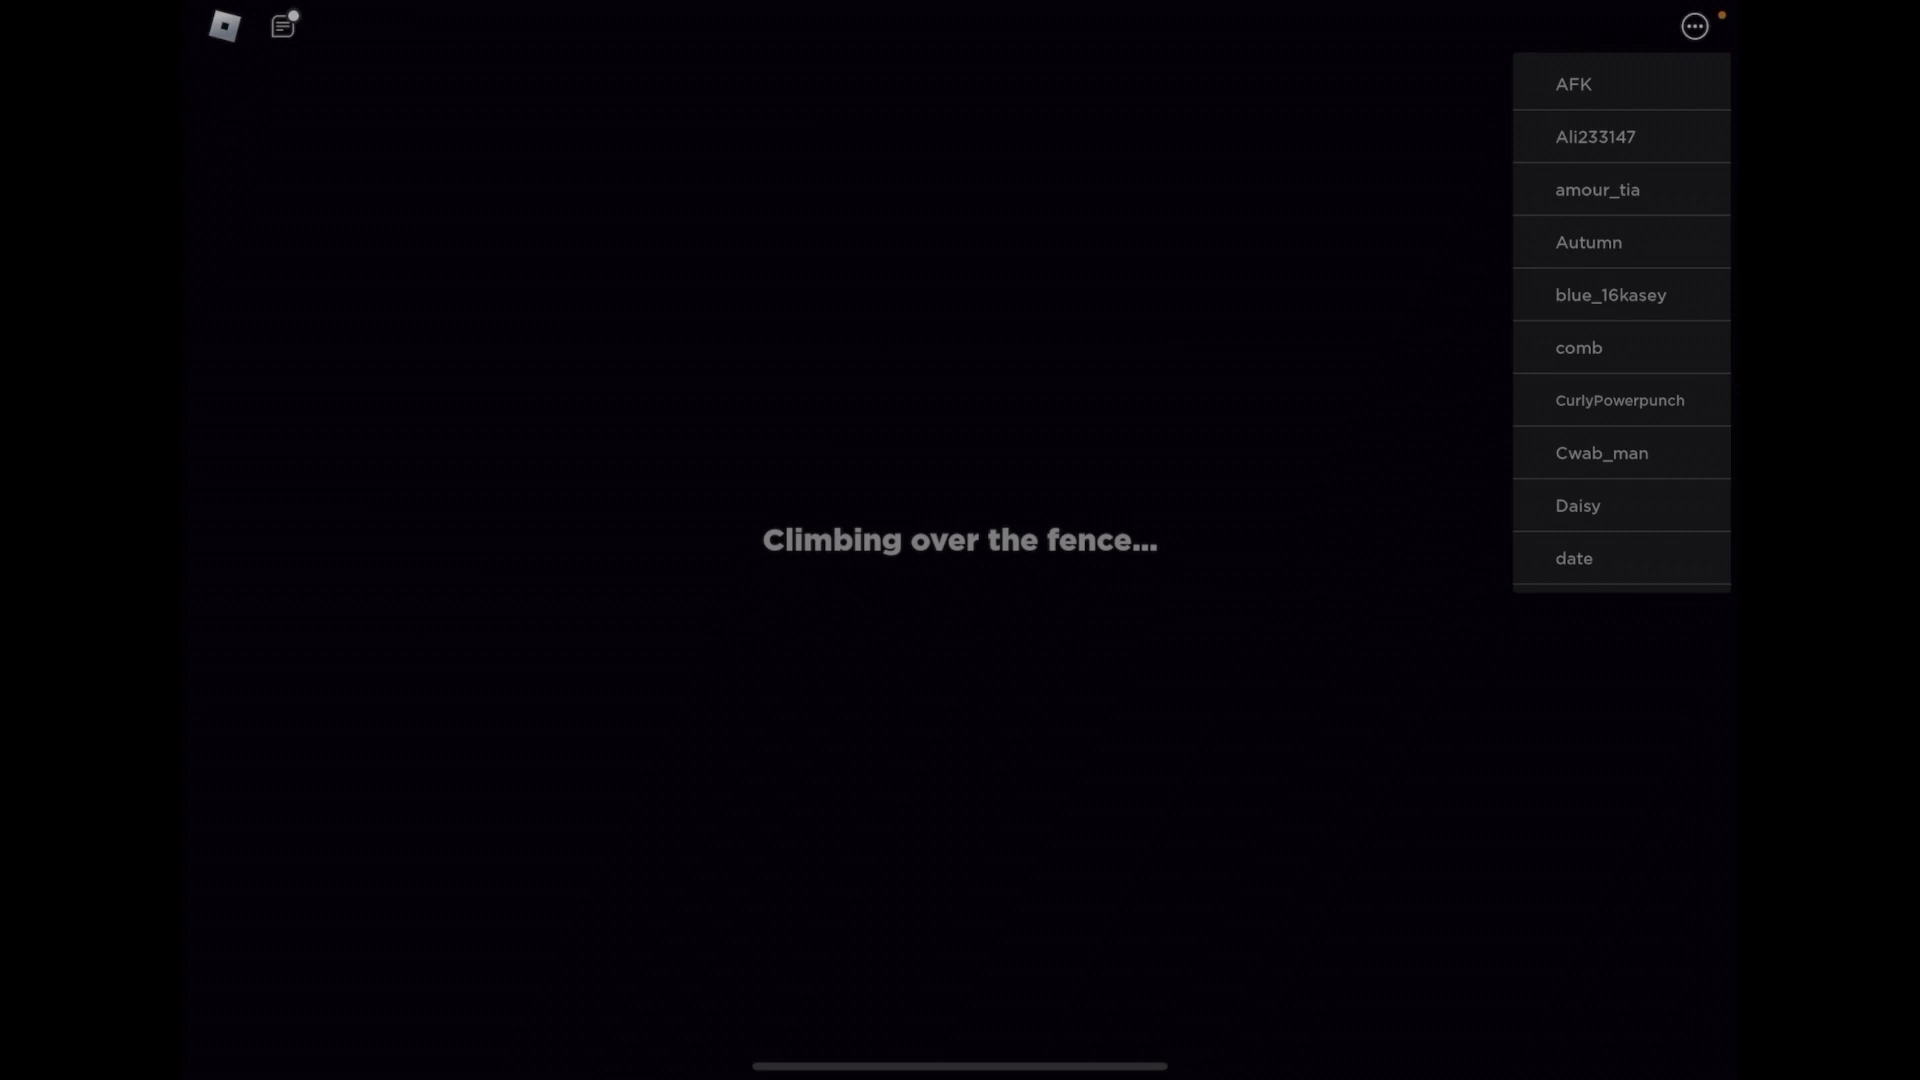 AFK
Ali233147
amour_tia
Autumn
blue_16kasey
comb
CurlyPowerpunch
Cwab_man
Daisy
date
Climbing over the fence...